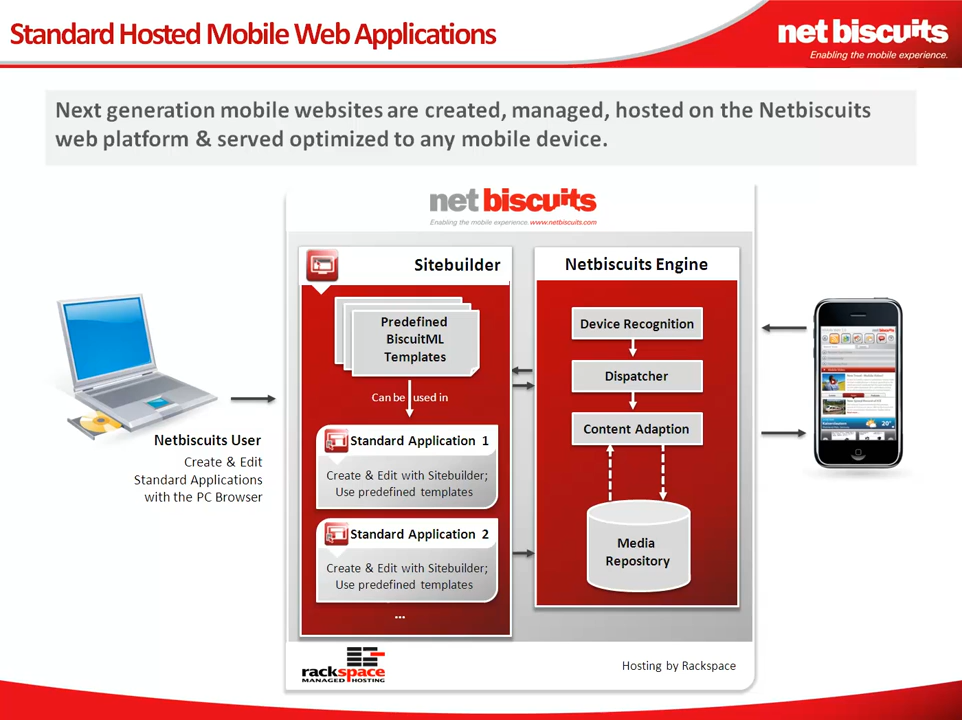 Standard Hosted Mobile Web Applications
net biscuits
Enabling the mobile experience.
Next generation mobile websites are created, managed, hosted on the Netbiscuits
web platform & served optimized to any mobile device.
net biscuits
Enabling the mobile experience. www.netbiscuits.com
Sitebuilder
Predefined
BiscuitML
Templates
Can be used in
Standard Application 1
Create & Edit with Sitebuilder;
Use predefined templates
Standard Application 2
Create & Edit with Sitebuilder;
Use predefined templates
...
Netbiscuits Engine
Device Recognition
Dispatcher
Content Adaption
Media
Repository
Netbiscuits User
Create & Edit
Standard Applications
with the PC Browser
20°
rackspace
MANAGED HOSTING
Hosting by Rackspace